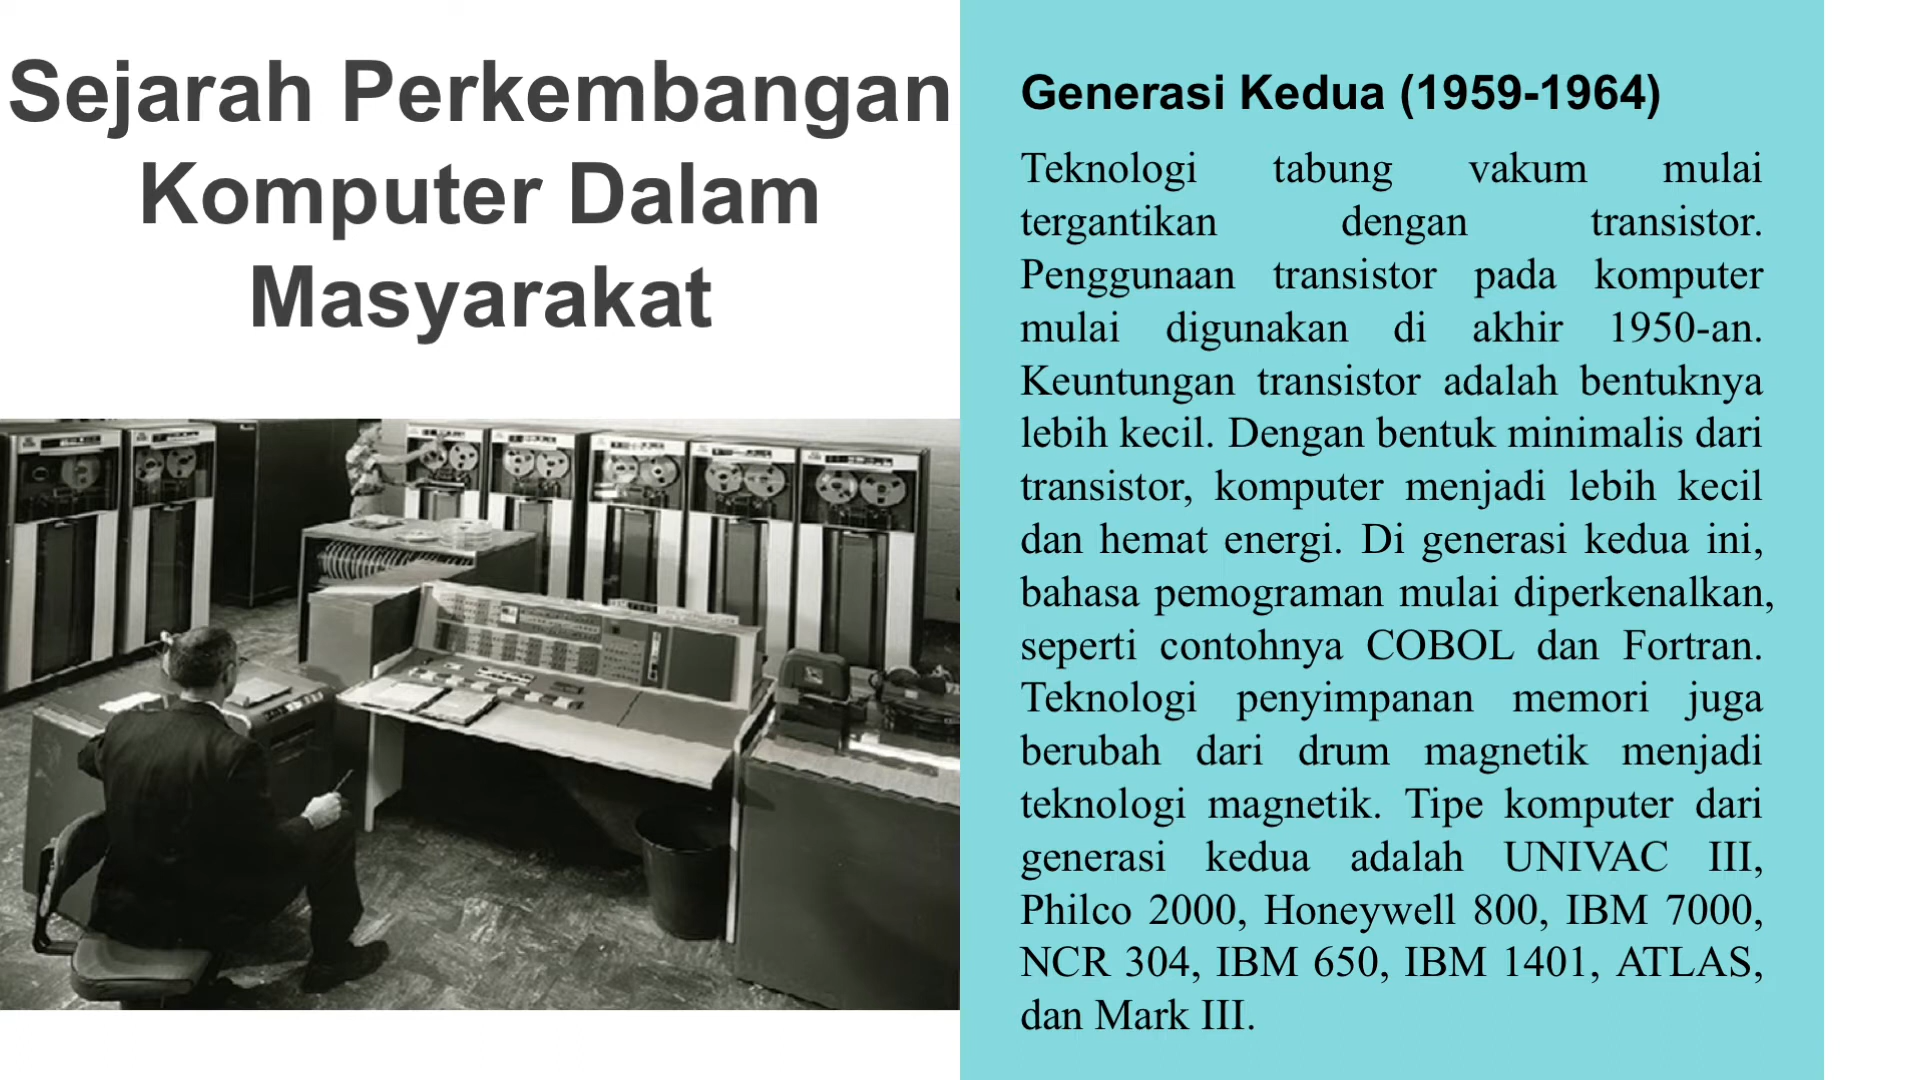 Sejarah Perkembangan
Komputer Dalam
Masyarakat
Generasi Kedua (1959-1964)
Teknologi tabung vakum mulai
tergantikan dengan transistor.
Penggunaan transistor pada komputer
mulai digunakan di akhir 1950-an.
Keuntungan transistor adalah bentuknya
lebih kecil. Dengan bentuk minimalis dari
transistor, komputer menjadi lebih kecil
dan hemat energi. Di generasi kedua ini,
bahasa pemograman mulai diperkenalkan,
seperti contohnya COBOL dan Fortran.
Teknologi penyimpanan memori juga
berubah dari drum magnetik menjadi
teknologi magnetik. Tipe komputer dari
generasi kedua adalah UNIVAC III,
Philco 2000, Honeywell 800, IBM 7000,
NCR 304, IBM 650, IBM 1401, ATLAS,
dan Mark III.